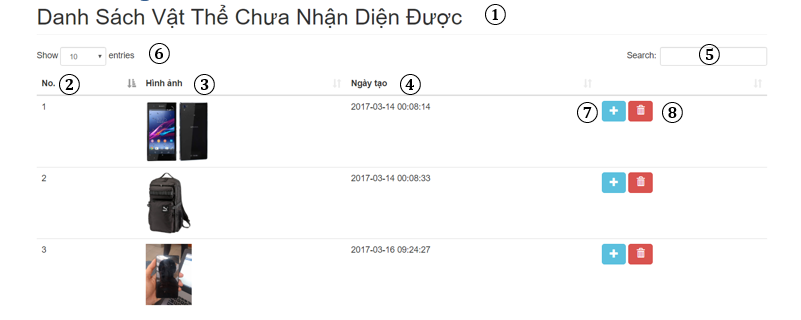 Danh Sách Vật Thể Chưa Nhận Diện Được ①
Show 10 entries ⑥ Search: ⑤
No. ② Hình ảnh ③ Ngày tạo ④
1 2017-03-14 00:08:14 ⑦ ⑧
2 2017-03-14 00:08:33
3 2017-03-16 09:24:27